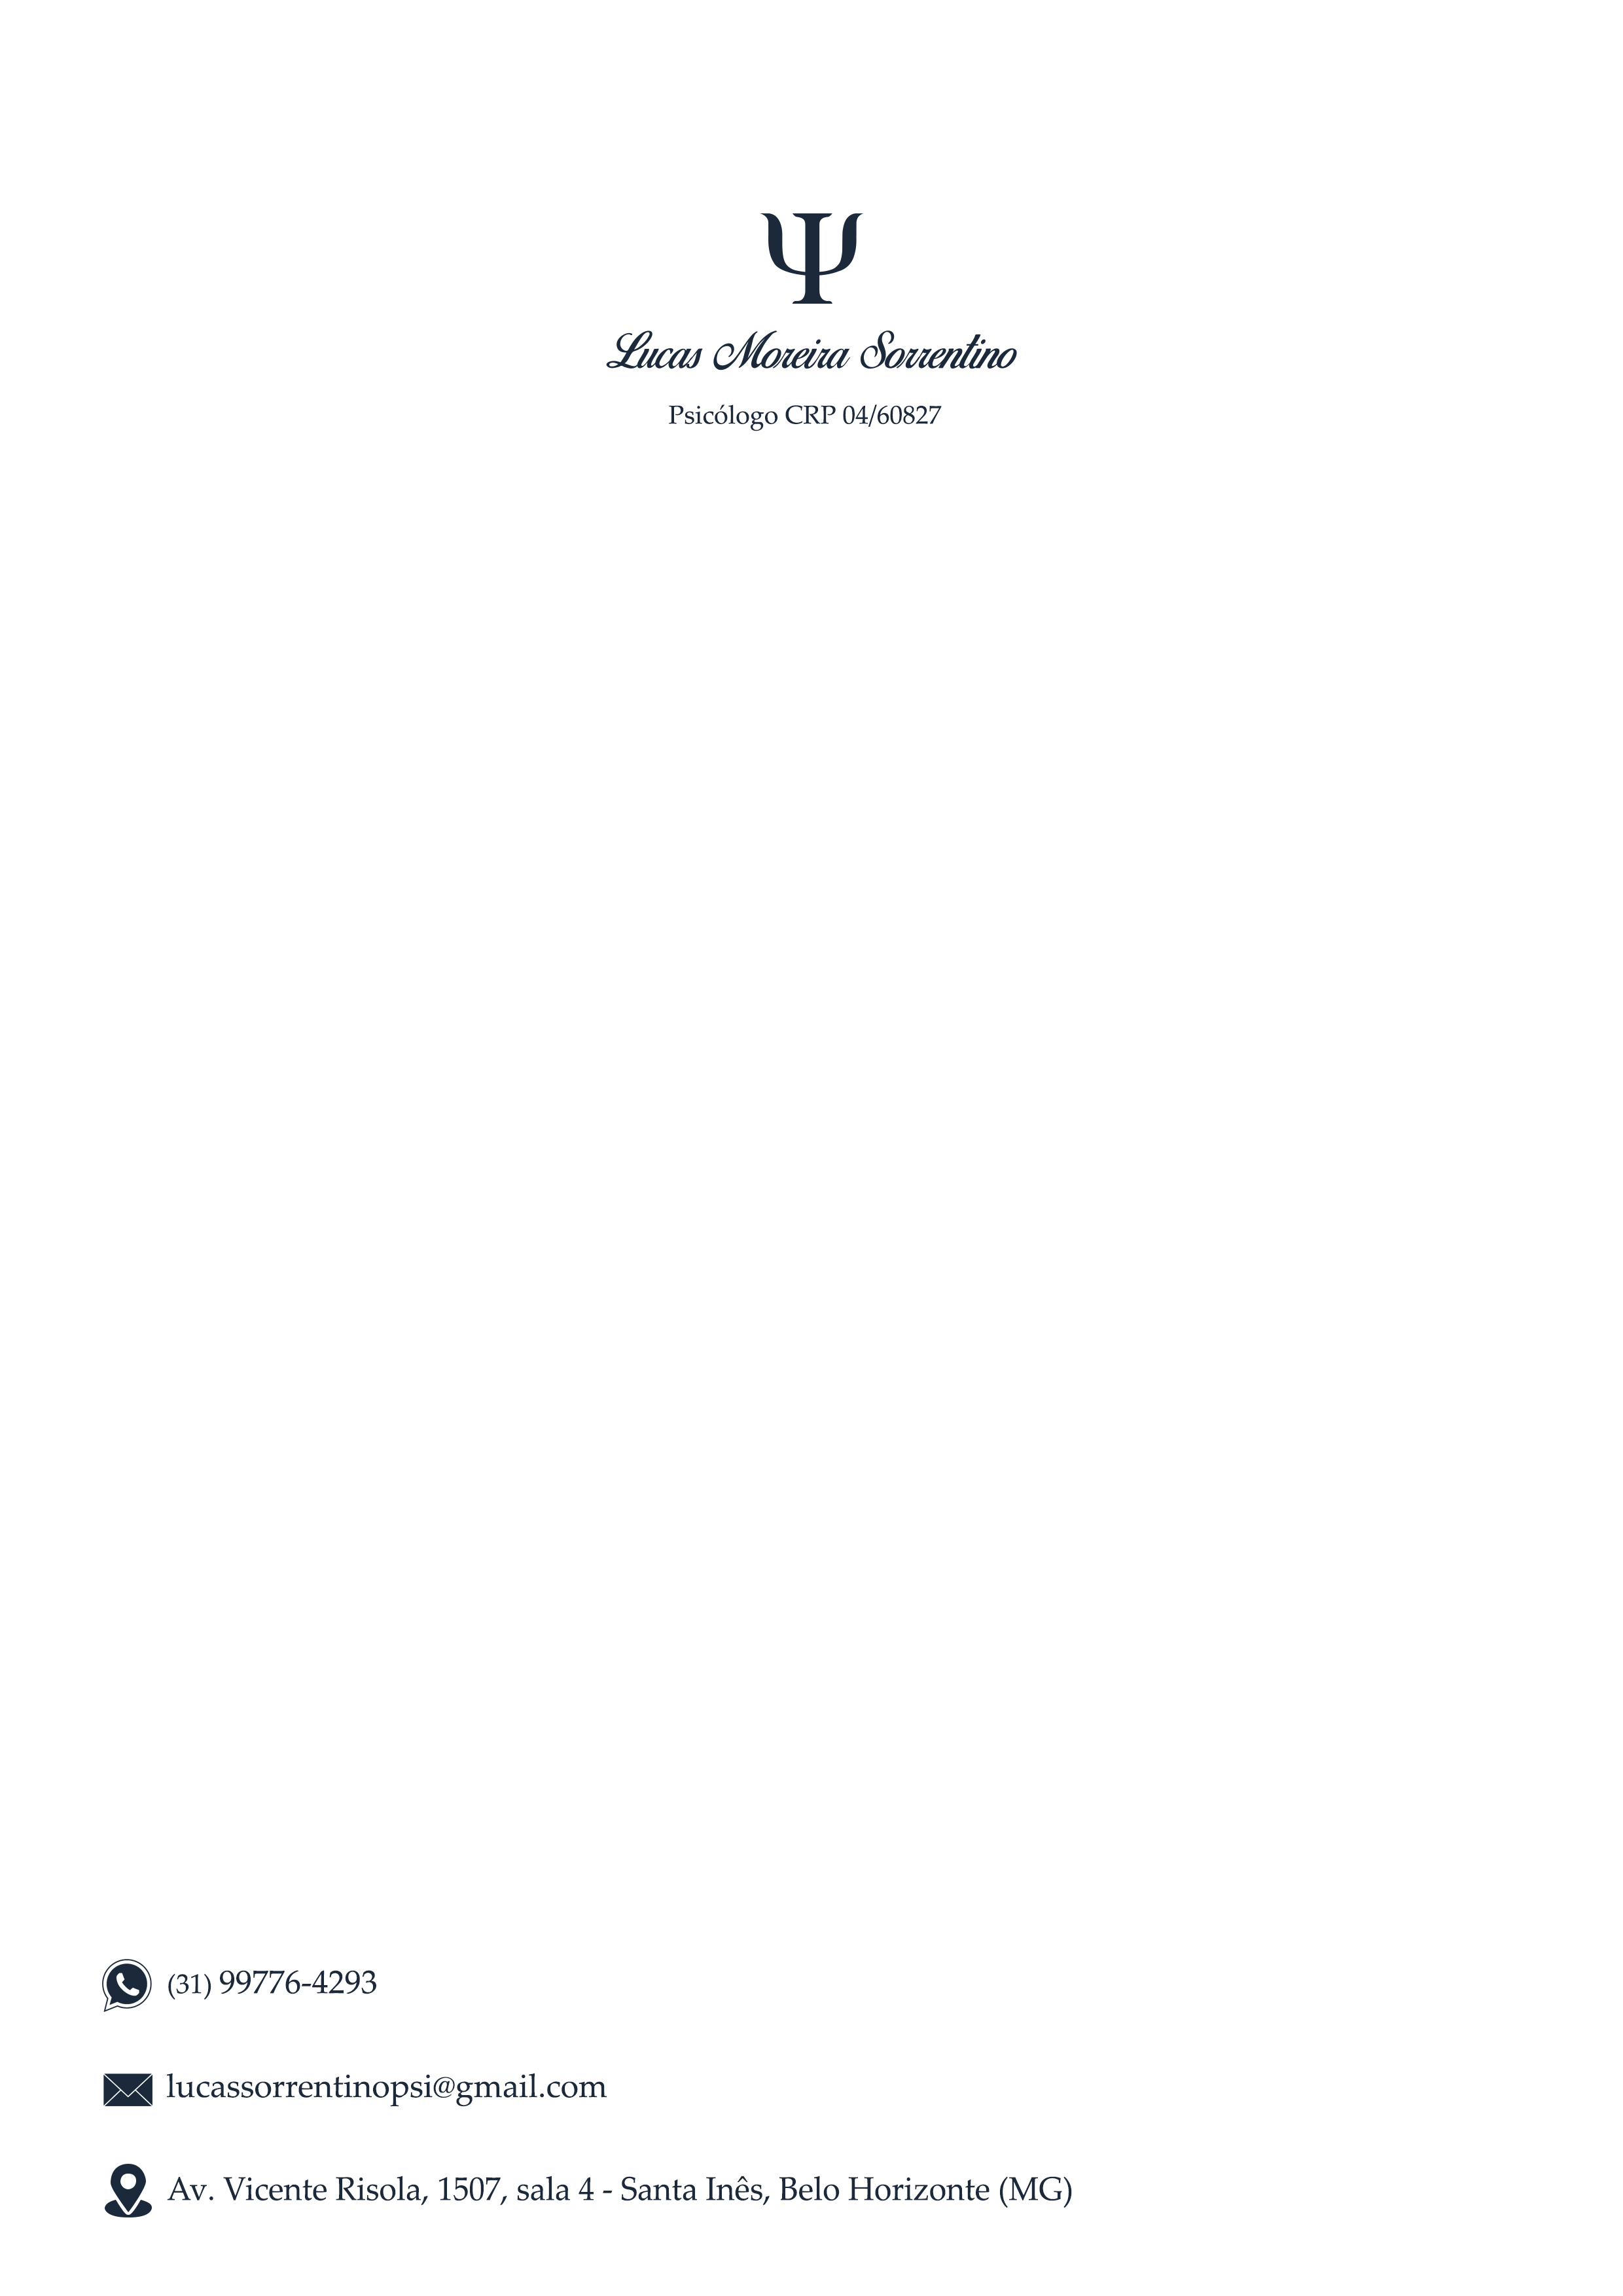 Ψ
Lucas Moreira Sorrentino
Psicólogo CRP 04/60827
(31) 99776-4293
lucassorrentinopsi@gmail.com
Av. Vicente Risola, 1507, sala 4 - Santa Inês, Belo Horizonte (MG)